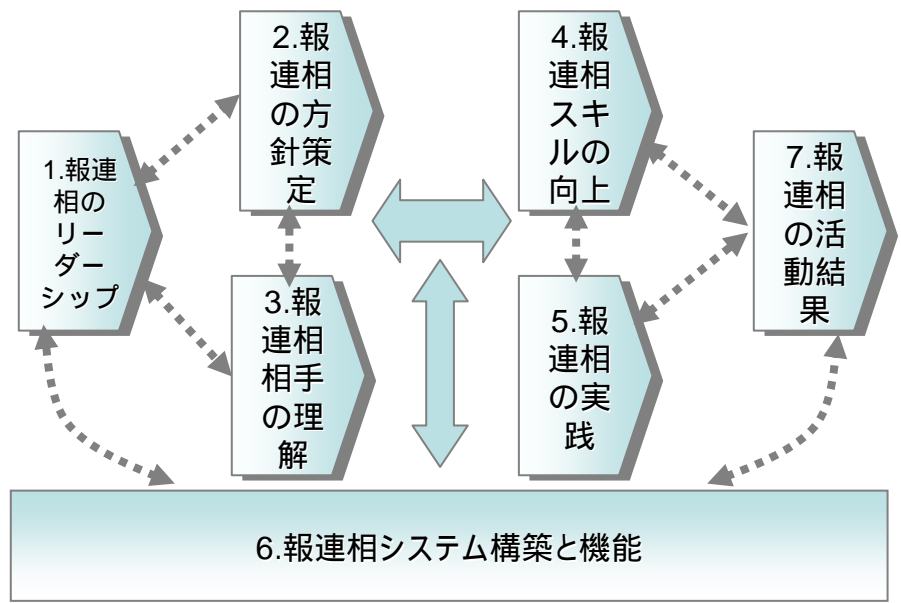 1.報連
相の
リー
ダー
シップ
2.報
連相
の方
針策
定
3.報
連相
相手
の理
解
4.報
連相
スキ
ルの
向上
5.報
連相
の実
践
7.報
連相
の活
動結
果
6.報連相システム構築と機能